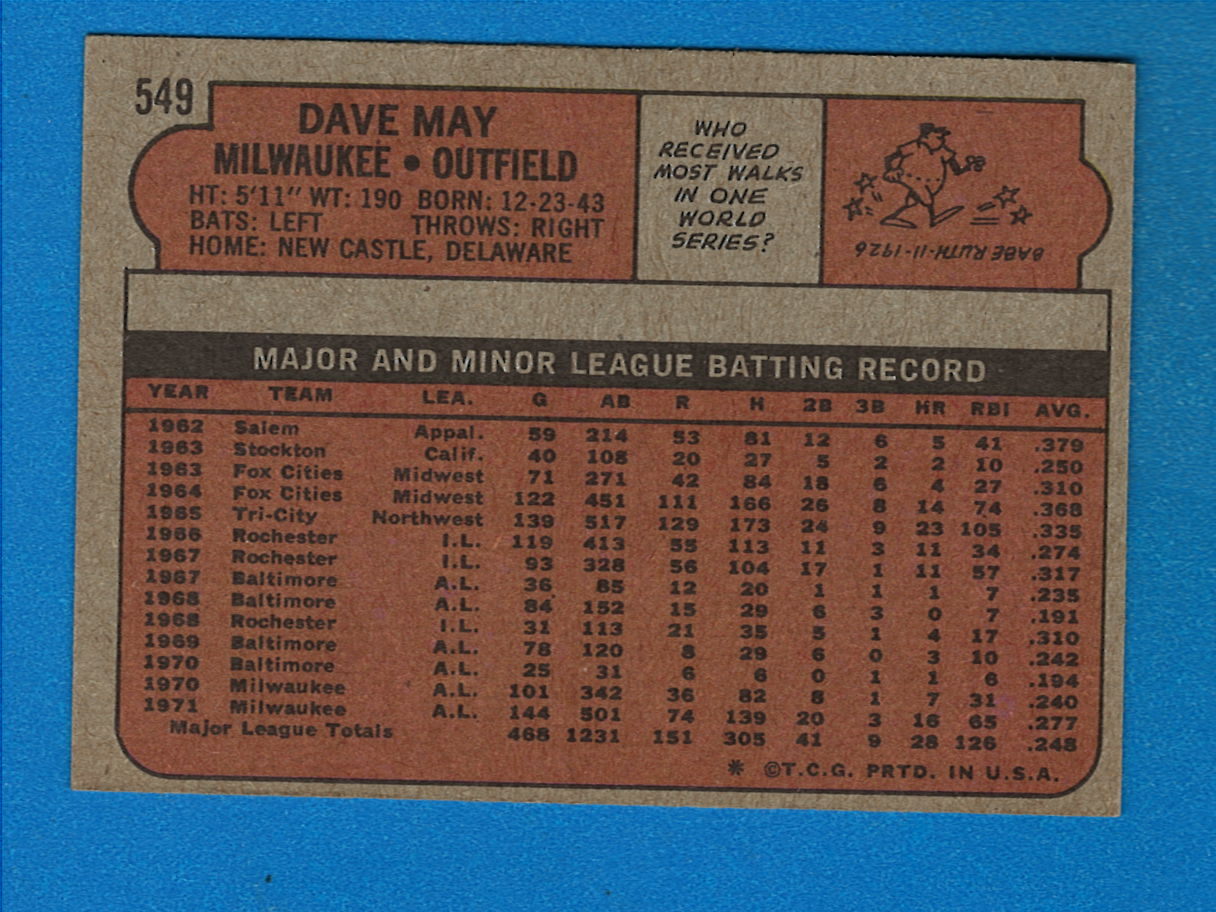 549
DAVE MAY
MILWAUKEE • OUTFIELD
HT: 5'11" WT: 190 BORN: 12-23-43
BATS: LEFT THROWS: RIGHT
HOME: NEW CASTLE, DELAWARE
WHO
RECEIVED
MOST WALKS
IN ONE
WORLD
SERIES?
BABE RUTH-11-1926
MAJOR AND MINOR LEAGUE BATTING RECORD
YEAR TEAM LEA. G AB R H 2B 3B HR RBI AVG.
1962 Salem Appal. 59 214 53 81 12 6 5 41 .379
1963 Stockton Calif. 40 108 20 27 5 2 2 10 .250
1963 Fox Cities Midwest 71 271 42 84 18 6 4 27 .310
1964 Fox Cities Midwest 122 451 111 166 26 8 14 74 .368
1965 Tri-City Northwest 139 517 129 173 24 9 23 105 .335
1966 Rochester I.L. 119 413 55 113 11 3 11 34 .274
1967 Rochester I.L. 93 328 56 104 17 1 11 57 .317
1967 Baltimore A.L. 36 85 12 20 1 1 1 7 .235
1968 Baltimore A.L. 84 152 15 29 6 3 0 7 .191
1968 Rochester I.L. 31 113 21 35 5 1 4 17 .310
1969 Baltimore A.L. 78 120 8 29 6 0 3 10 .242
1970 Baltimore A.L. 25 31 6 6 0 1 1 6 .194
1970 Milwaukee A.L. 101 342 36 82 8 1 7 31 .240
1971 Milwaukee A.L. 144 501 74 139 20 3 16 65 .277
Major League Totals 468 1231 151 305 41 9 28 126 .248
* ©T.C.G. PRTD. IN U.S.A.